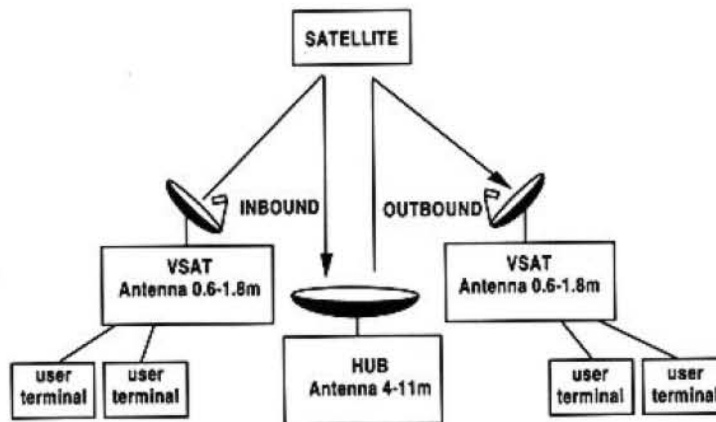 SATELLITE
INBOUND
OUTBOUND
VSAT
Antenna 0.6-1.8m
VSAT
Antenna 0.6-1.8m
HUB
Antenna 4-11m
user
terminal
user
terminal
user
terminal
user
terminal